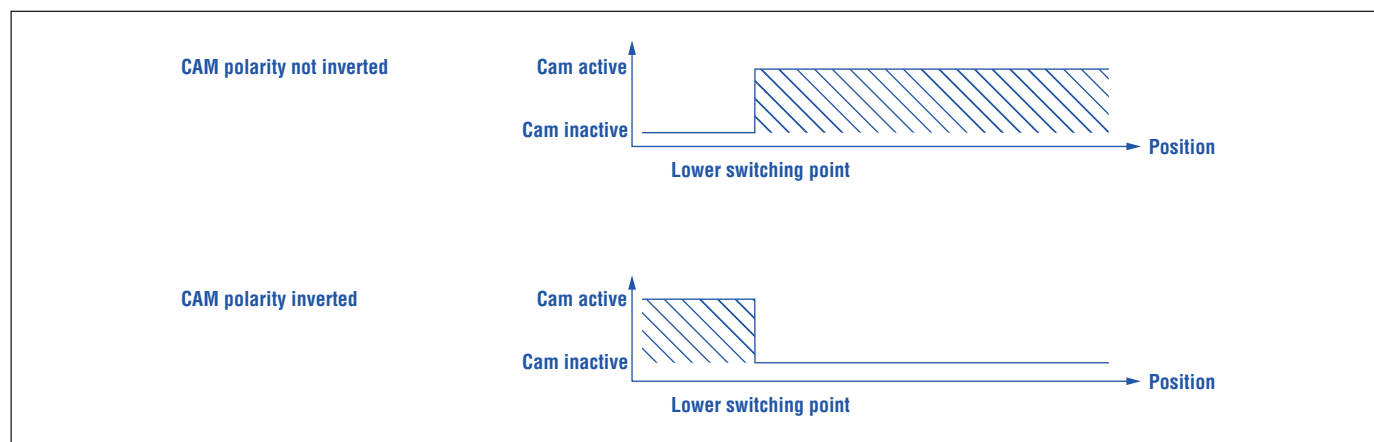 CAM polarity not inverted
Cam active
Cam inactive
Position
Lower switching point
CAM polarity inverted
Cam active
Cam inactive
Position
Lower switching point